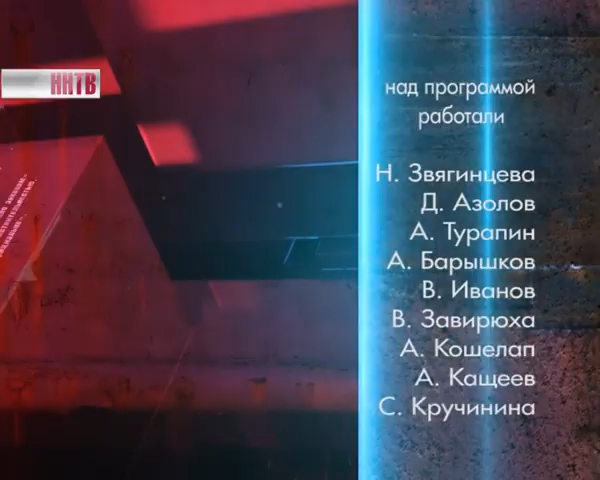 ННТВ
над программой
работали
Н. Звягинцева
Д. Азолов
А. Турапин
А. Барышков
В. Иванов
В. Завирюха
А. Кошелап
А. Кащеев
С. Кручинина